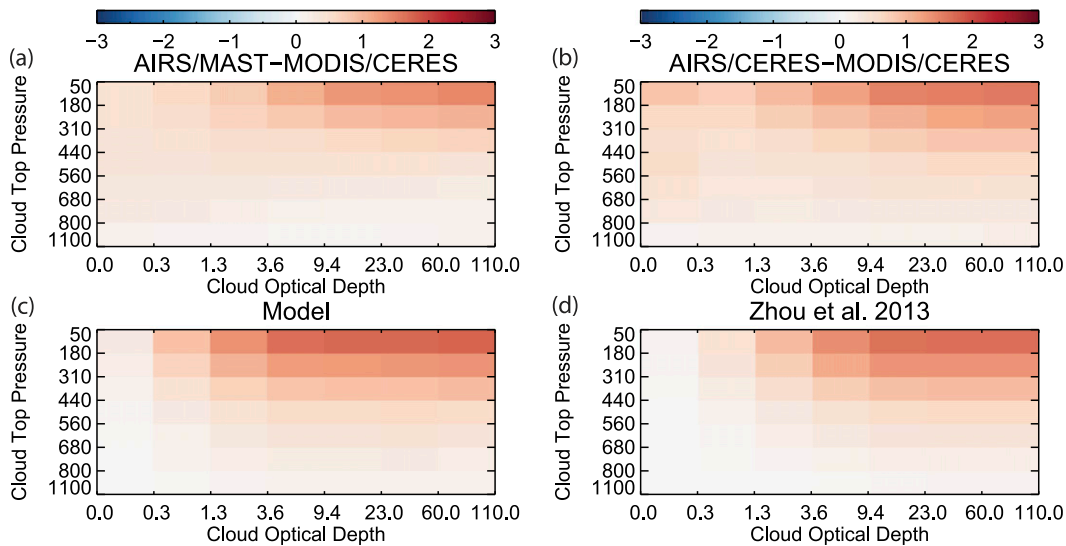 −3 −2 −1 0 1 2 3
−3 −2 −1 0 1 2 3
(a) AIRS/MAST−MODIS/CERES
Cloud Top Pressure
50
180
310
440
560
680
800
1100
0.0 0.3 1.3 3.6 9.4 23.0 60.0 110.0
Cloud Optical Depth
(b) AIRS/CERES−MODIS/CERES
Cloud Top Pressure
50
180
310
440
560
680
800
1100
0.0 0.3 1.3 3.6 9.4 23.0 60.0 110.0
Cloud Optical Depth
(c) Model
Cloud Top Pressure
50
180
310
440
560
680
800
1100
0.0 0.3 1.3 3.6 9.4 23.0 60.0 110.0
Cloud Optical Depth
(d) Zhou et al. 2013
Cloud Top Pressure
50
180
310
440
560
680
800
1100
0.0 0.3 1.3 3.6 9.4 23.0 60.0 110.0
Cloud Optical Depth